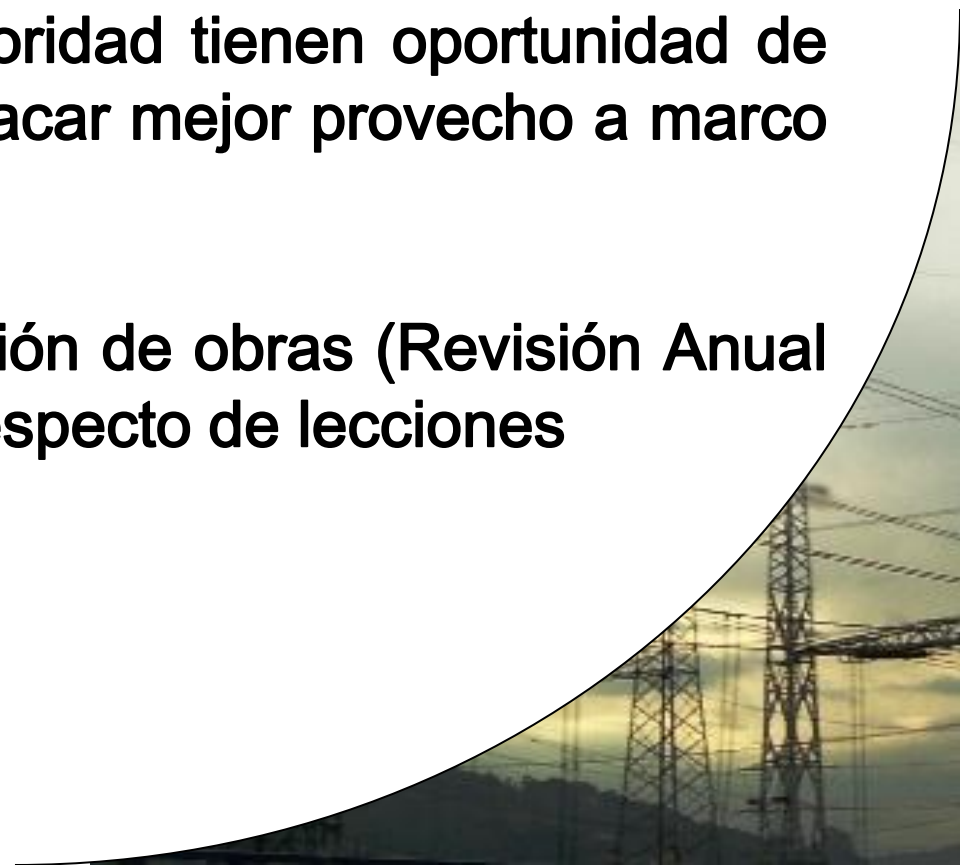 oridad tienen oportunidad de
acar mejor provecho a marco
ión de obras (Revisión Anual
especto de lecciones